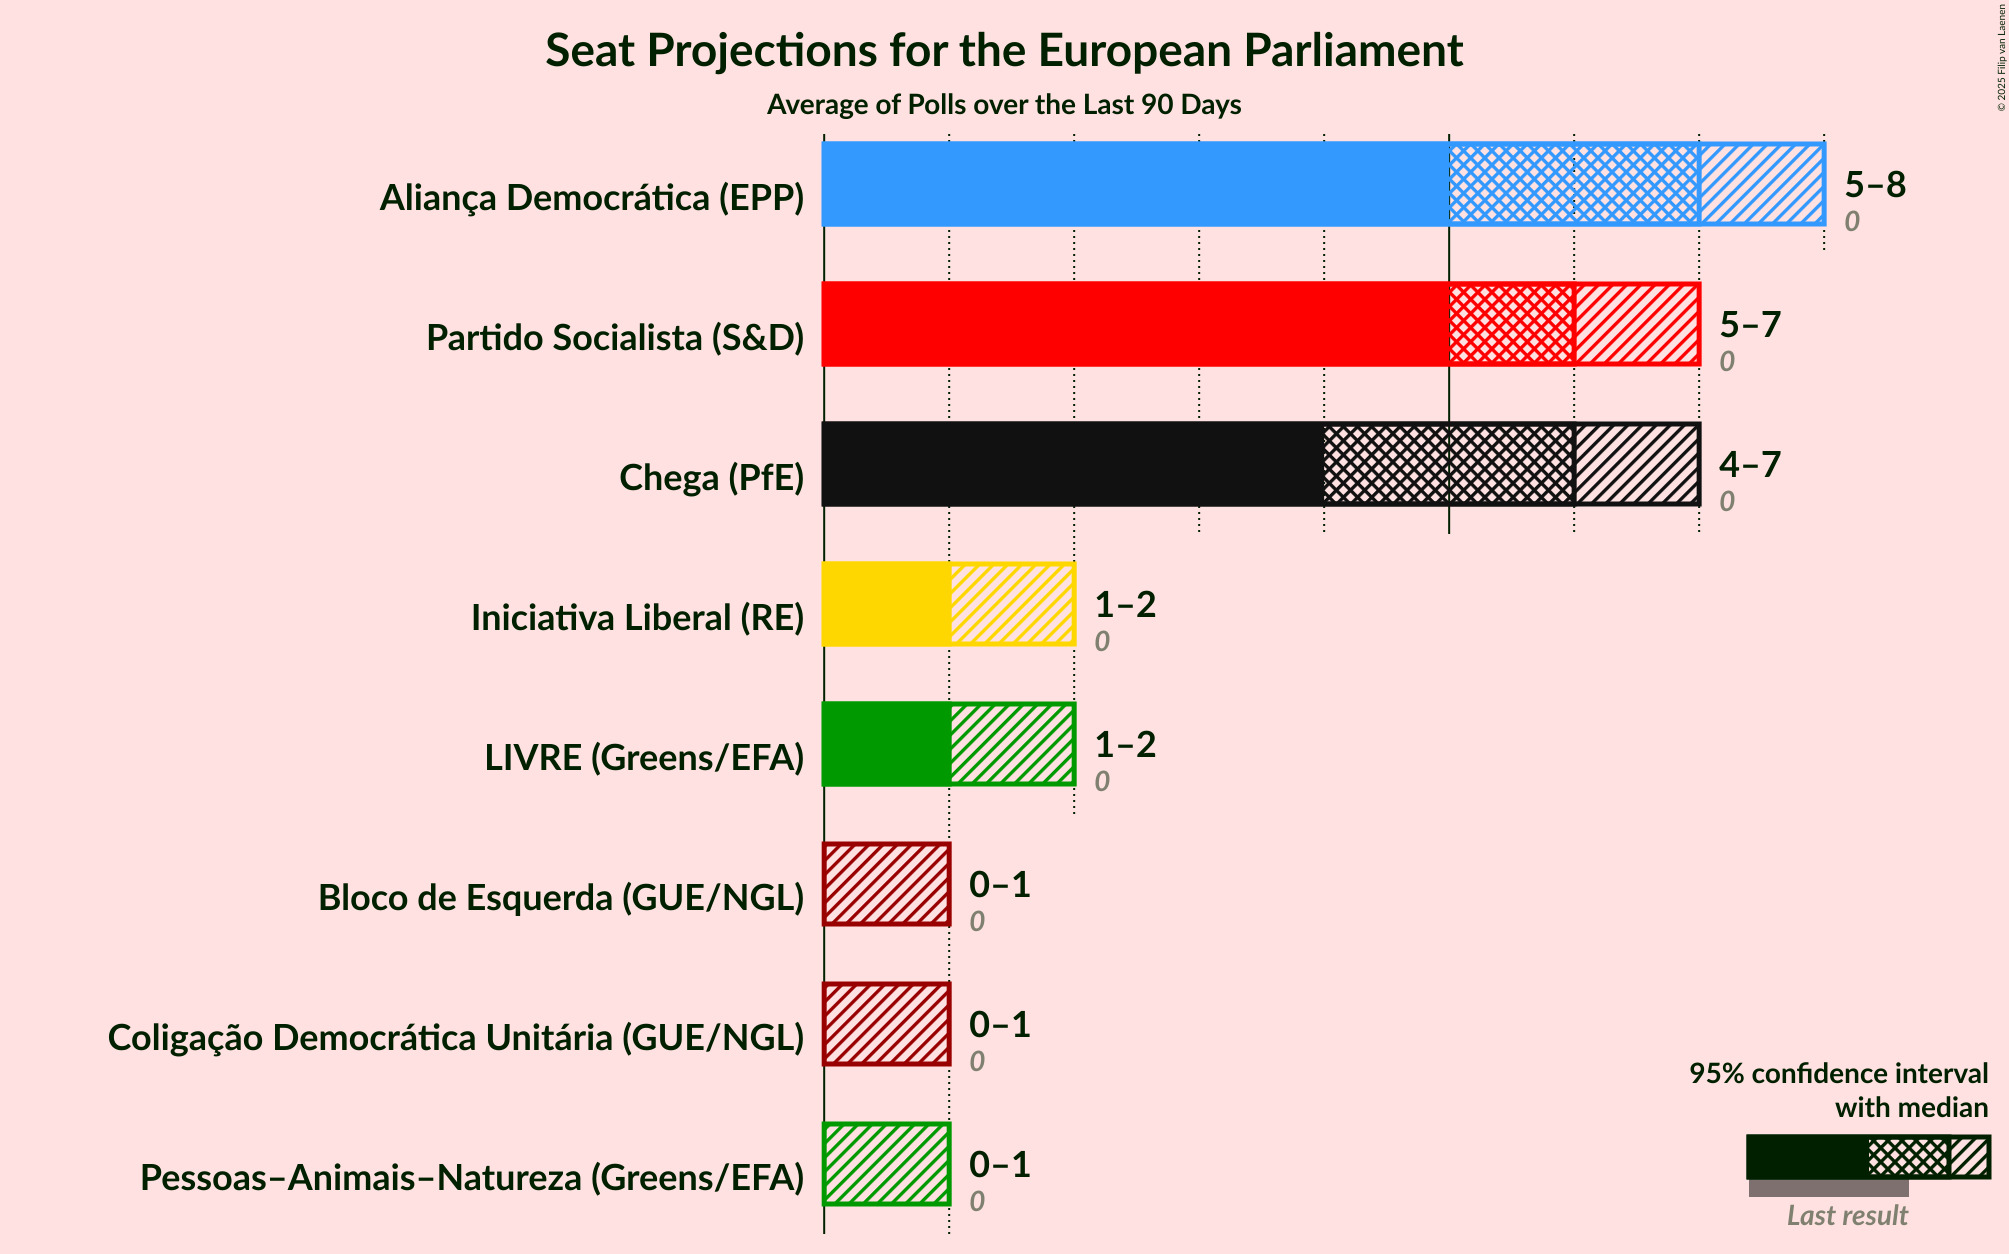 Seat Projections for the European Parliament
Average of Polls over the Last 90 Days
© 2025 Filip van Laenen
Aliança Democrática (EPP)
5–8
0
Partido Socialista (S&D)
5–7
0
Chega (PfE)
4–7
0
Iniciativa Liberal (RE)
1–2
0
LIVRE (Greens/EFA)
1–2
0
Bloco de Esquerda (GUE/NGL)
0–1
0
Coligação Democrática Unitária (GUE/NGL)
0–1
0
Pessoas–Animais–Natureza (Greens/EFA)
0–1
0
95% confidence interval
with median
Last result